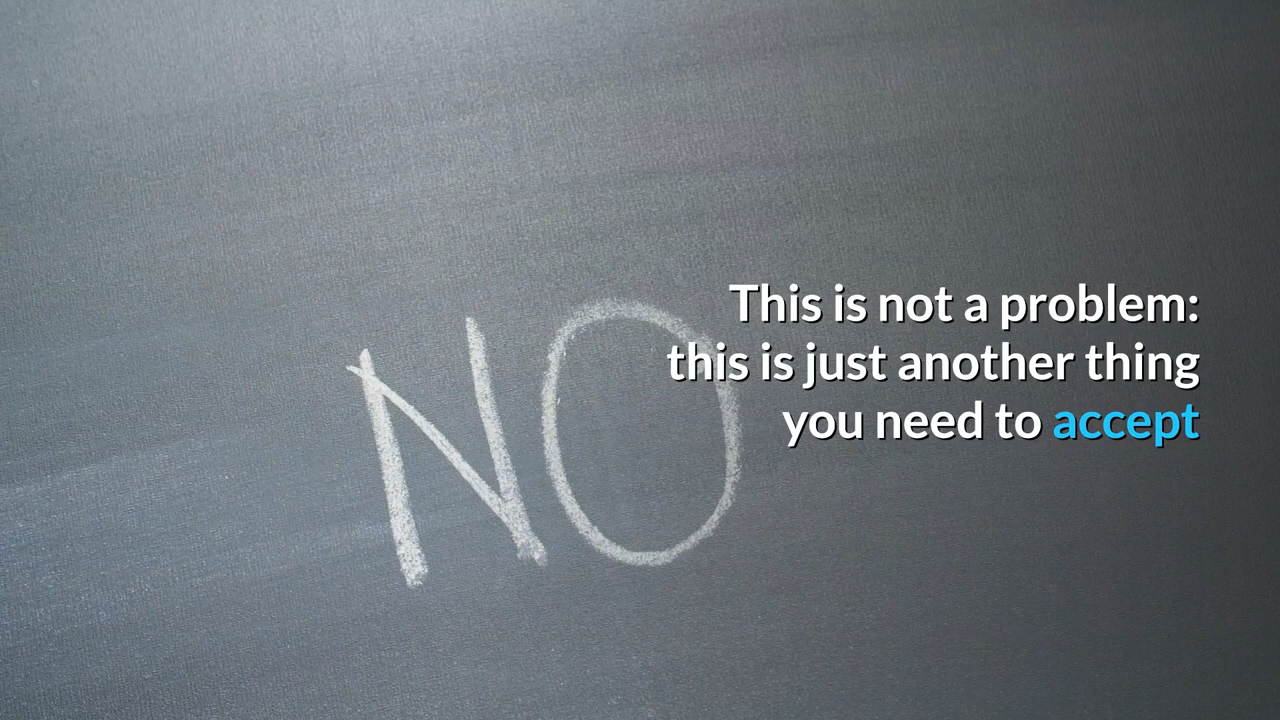 NO
This is not a problem:
this is just another thing
you need to accept